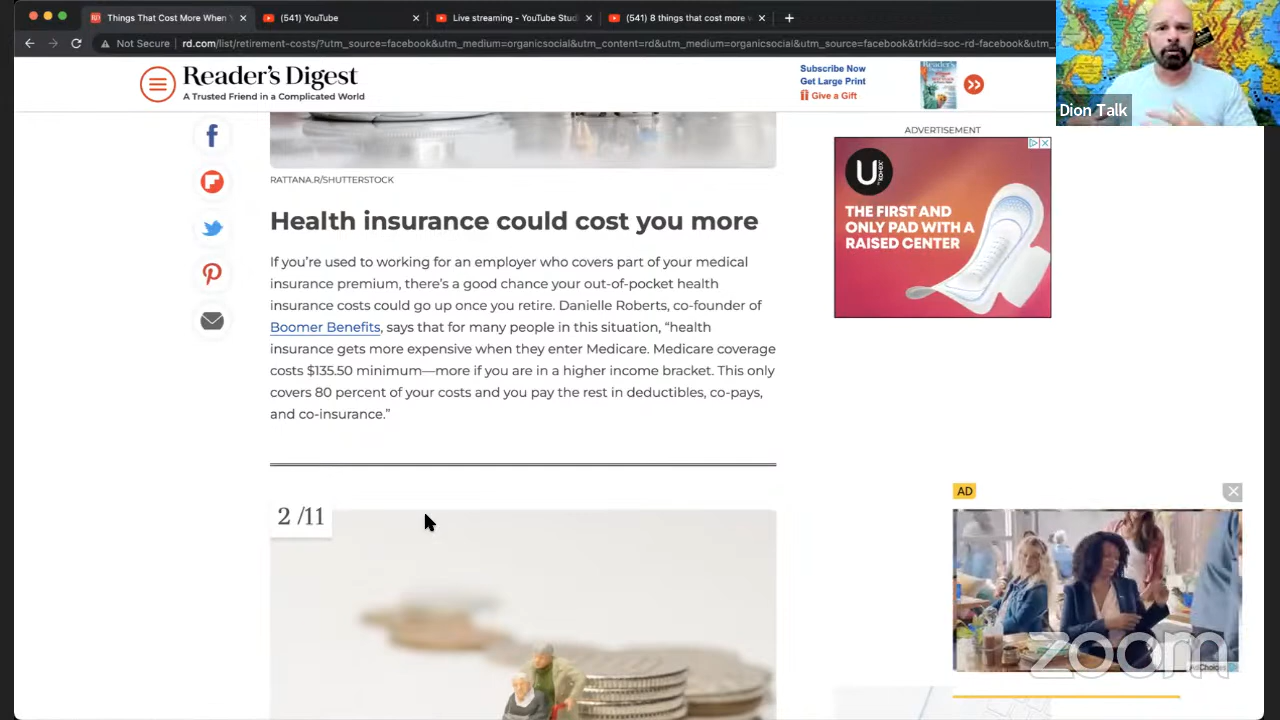 Things That Cost More When Y
(541) YouTube
Live streaming - YouTube Stud
(541) 8 things that cost more w
Not Secure
rd.com/list/retirement-costs/?utm_source=facebook&utm_medium=organicsocial&utm_content=rd&utm_medium=organicsocial&utm_source=facebook&trkid=soc-rd-facebook&utm_
Reader's Digest
A Trusted Friend in a Complicated World
Subscribe Now
Get Large Print
Give a Gift
Dion Talk
RATTANA.R/SHUTTERSTOCK
ADVERTISEMENT
U
by KOTEX
THE FIRST AND
ONLY PAD WITH A
RAISED CENTER
Health insurance could cost you more
If you're used to working for an employer who covers part of your medical
insurance premium, there's a good chance your out-of-pocket health
insurance costs could go up once you retire. Danielle Roberts, co-founder of
Boomer Benefits, says that for many people in this situation, “health
insurance gets more expensive when they enter Medicare. Medicare coverage
costs $135.50 minimum—more if you are in a higher income bracket. This only
covers 80 percent of your costs and you pay the rest in deductibles, co-pays,
and co-insurance.”
2 /11
AD
zoom
AdChoices